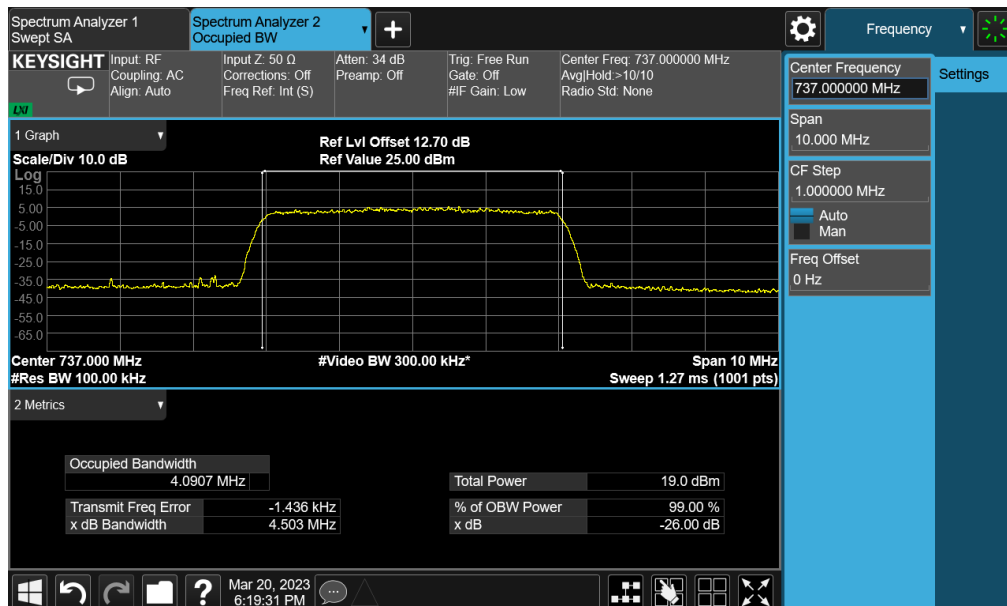 Spectrum Analyzer 1
Swept SA
Spectrum Analyzer 2
Occupied BW
+
Frequency
KEYSIGHT
LXI
Input: RF
Coupling: AC
Align: Auto
Input Z: 50 Ω
Corrections: Off
Freq Ref: Int (S)
Atten: 34 dB
Preamp: Off
Trig: Free Run
Gate: Off
#IF Gain: Low
Center Freq: 737.000000 MHz
Avg|Hold:>10/10
Radio Std: None
Center Frequency
737.000000 MHz
Settings
Span
10.000 MHz
CF Step
1.000000 MHz
Auto
Man
Freq Offset
0 Hz
1 Graph
Scale/Div 10.0 dB
Ref Lvl Offset 12.70 dB
Ref Value 25.00 dBm
Log
15.0
5.00
-5.00
-15.0
-25.0
-35.0
-45.0
-55.0
-65.0
Center 737.000 MHz
#Res BW 100.00 kHz
#Video BW 300.00 kHz*
Span 10 MHz
Sweep 1.27 ms (1001 pts)
2 Metrics
Occupied Bandwidth
4.0907 MHz
Total Power 19.0 dBm
Transmit Freq Error -1.436 kHz
% of OBW Power 99.00 %
x dB Bandwidth 4.503 MHz
x dB -26.00 dB
?
Mar 20, 2023
6:19:31 PM